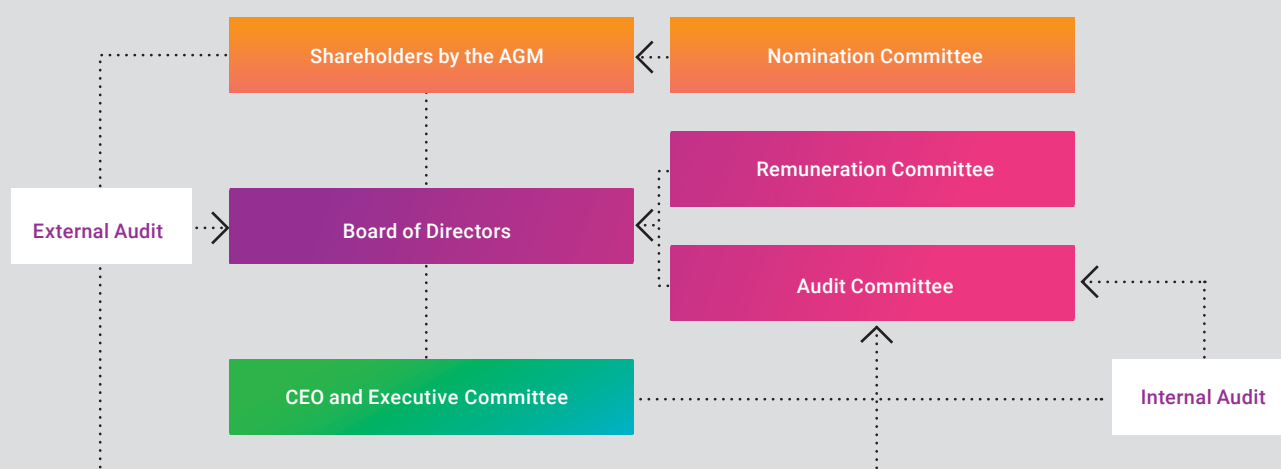 Shareholders by the AGM
Nomination Committee
Remuneration Committee
External Audit
Board of Directors
Audit Committee
CEO and Executive Committee
Internal Audit